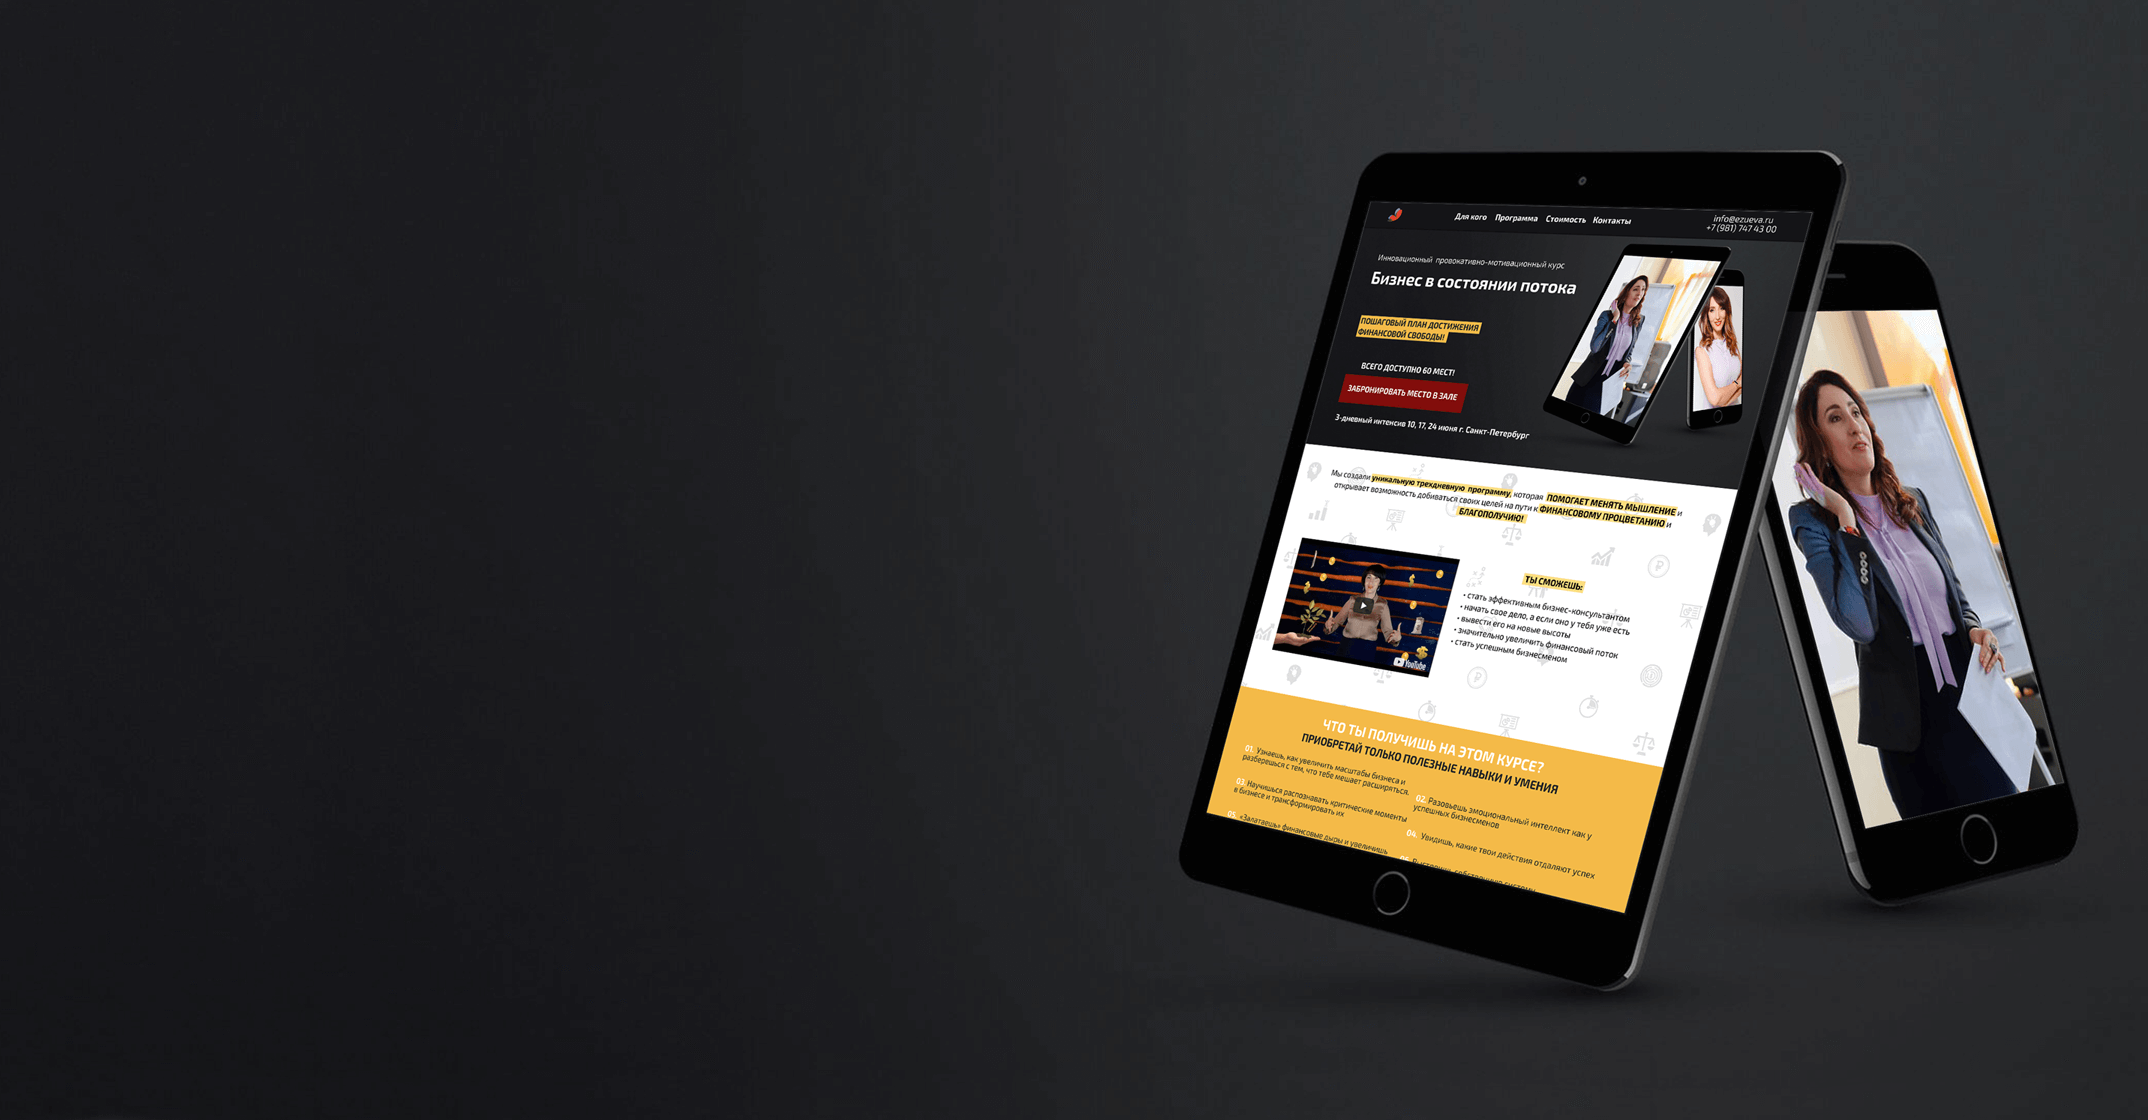 Для кого Программа Стоимость Контакты
info@ezueva.ru
+7 (981) 747 43 00
Инновационный провокативно-мотивационный курс
Бизнес в состоянии потока
ПОШАГОВЫЙ ПЛАН ДОСТИЖЕНИЯ
ФИНАНСОВОЙ СВОБОДЫ!
ВСЕГО ДОСТУПНО 60 МЕСТ!
ЗАБРОНИРОВАТЬ МЕСТО В ЗАЛЕ
3-дневный интенсив 10, 17, 24 июня г. Санкт-Петербург
Мы создали уникальную трехдневную программу, которая ПОМОГАЕТ МЕНЯТЬ МЫШЛЕНИЕ и
открывает возможность добиваться своих целей на пути к ФИНАНСОВОМУ ПРОЦВЕТАНИЮ и
БЛАГОПОЛУЧИЮ!
YouTube
ТЫ СМОЖЕШЬ:
• стать эффективным бизнес-консультантом
• начать свое дело, а если оно у тебя уже есть
• вывести его на новые высоты
• значительно увеличить финансовый поток
• стать успешным бизнесменом
ЧТО ТЫ ПОЛУЧИШЬ НА ЭТОМ КУРСЕ?
ПРИОБРЕТАЙ ТОЛЬКО ПОЛЕЗНЫЕ НАВЫКИ И УМЕНИЯ
01. Узнаешь, как увеличить масштабы бизнеса и
разберешься с тем, что тебе мешает расширяться.
02. Разовьешь эмоциональный интеллект как у
успешных бизнесменов
03. Научишься распознавать критические моменты
в бизнесе и трансформировать их
04. Увидишь, какие твои действия отдаляют успех
05. «Залатаешь» финансовые дыры и увеличишь
собственную систему